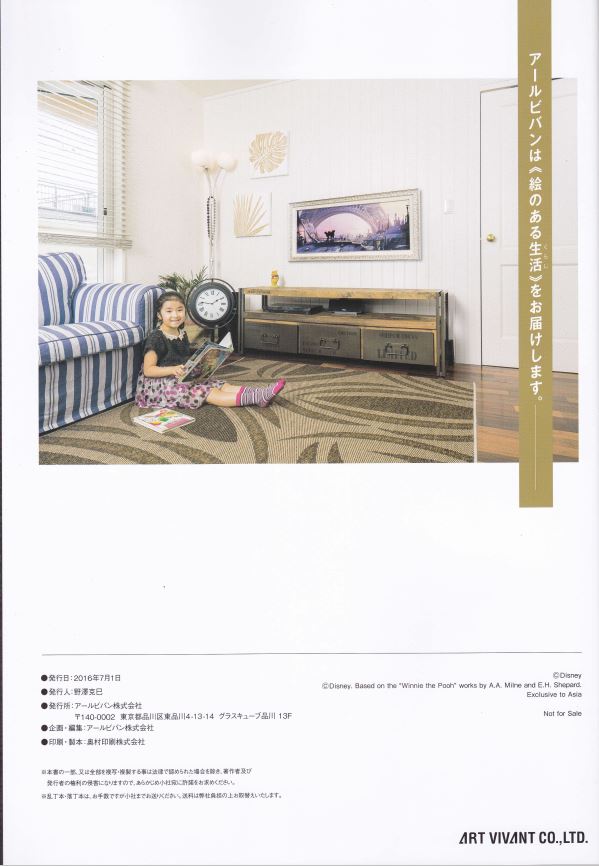 アールビバンは《絵のある生活》をお届けします。
くらし
●発行日：2016年7月1日
●発行人：野澤克巳
●発行所：アールビバン株式会社
〒140-0002 東京都品川区東品川4-13-14 グラスキューブ品川 13F
●企画・編集：アールビバン株式会社
●印刷・製本：奥村印刷株式会社
※本書の一部、又は全部を複写・複製する事は法律で認められた場合を除き、著作者及び
発行者の権利の侵害になりますので、あらかじめ小社宛に許諾をお求めください。
※乱丁本・落丁本は、お手数ですが小社までお送りください。送料は弊社負担の上お取替えいたします。
©Disney
©Disney. Based on the "Winnie the Pooh" works by A.A. Milne and E.H. Shepard.
Exclusive to Asia
Not for Sale
ART VIVANT CO.,LTD.